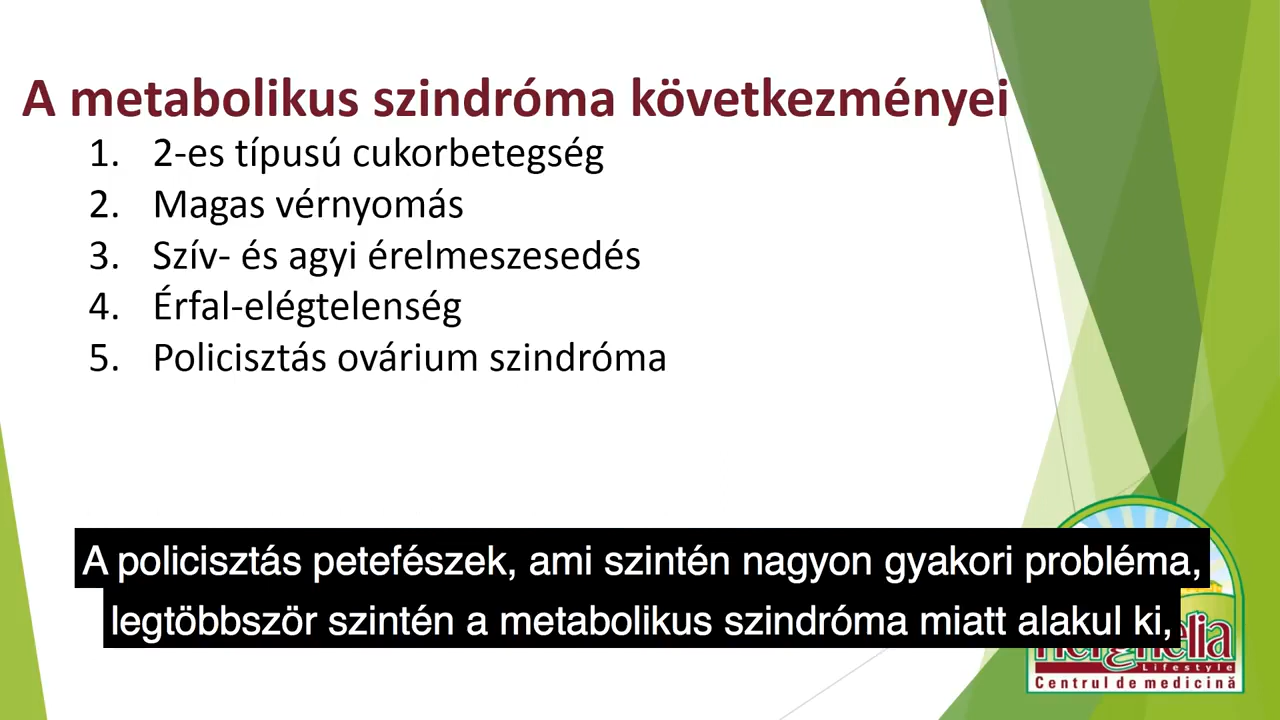 A metabolikus szindróma következményei
1. 2-es típusú cukorbetegség
2. Magas vérnyomás
3. Szív- és agyi érelmeszesedés
4. Érfal-elégtelenség
5. Policisztás ovárium szindróma
A policisztás petefészek, ami szintén nagyon gyakori probléma,
legtöbbször szintén a metabolikus szindróma miatt alakul ki,
Herghelia
Lifestyle
Centrul de medicină